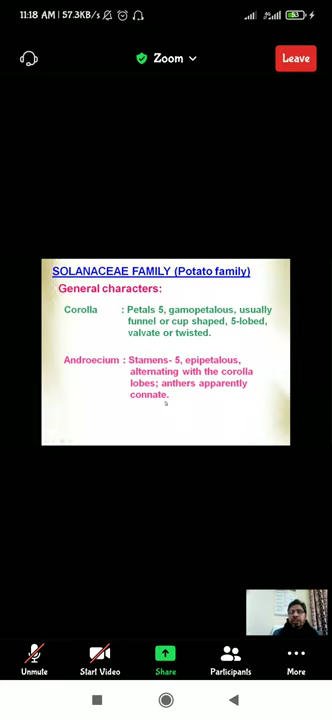 11:18 AM | 57.3KB/s
53
Zoom
Leave
SOLANACEAE FAMILY (Potato family)
General characters:
Corolla : Petals 5, gamopetalous, usually
funnel or cup shaped, 5-lobed,
valvate or twisted.
Androecium : Stamens- 5, epipetalous,
alternating with the corolla
lobes; anthers apparently
connate.
Unmute
Start Video
Share
Participants
More